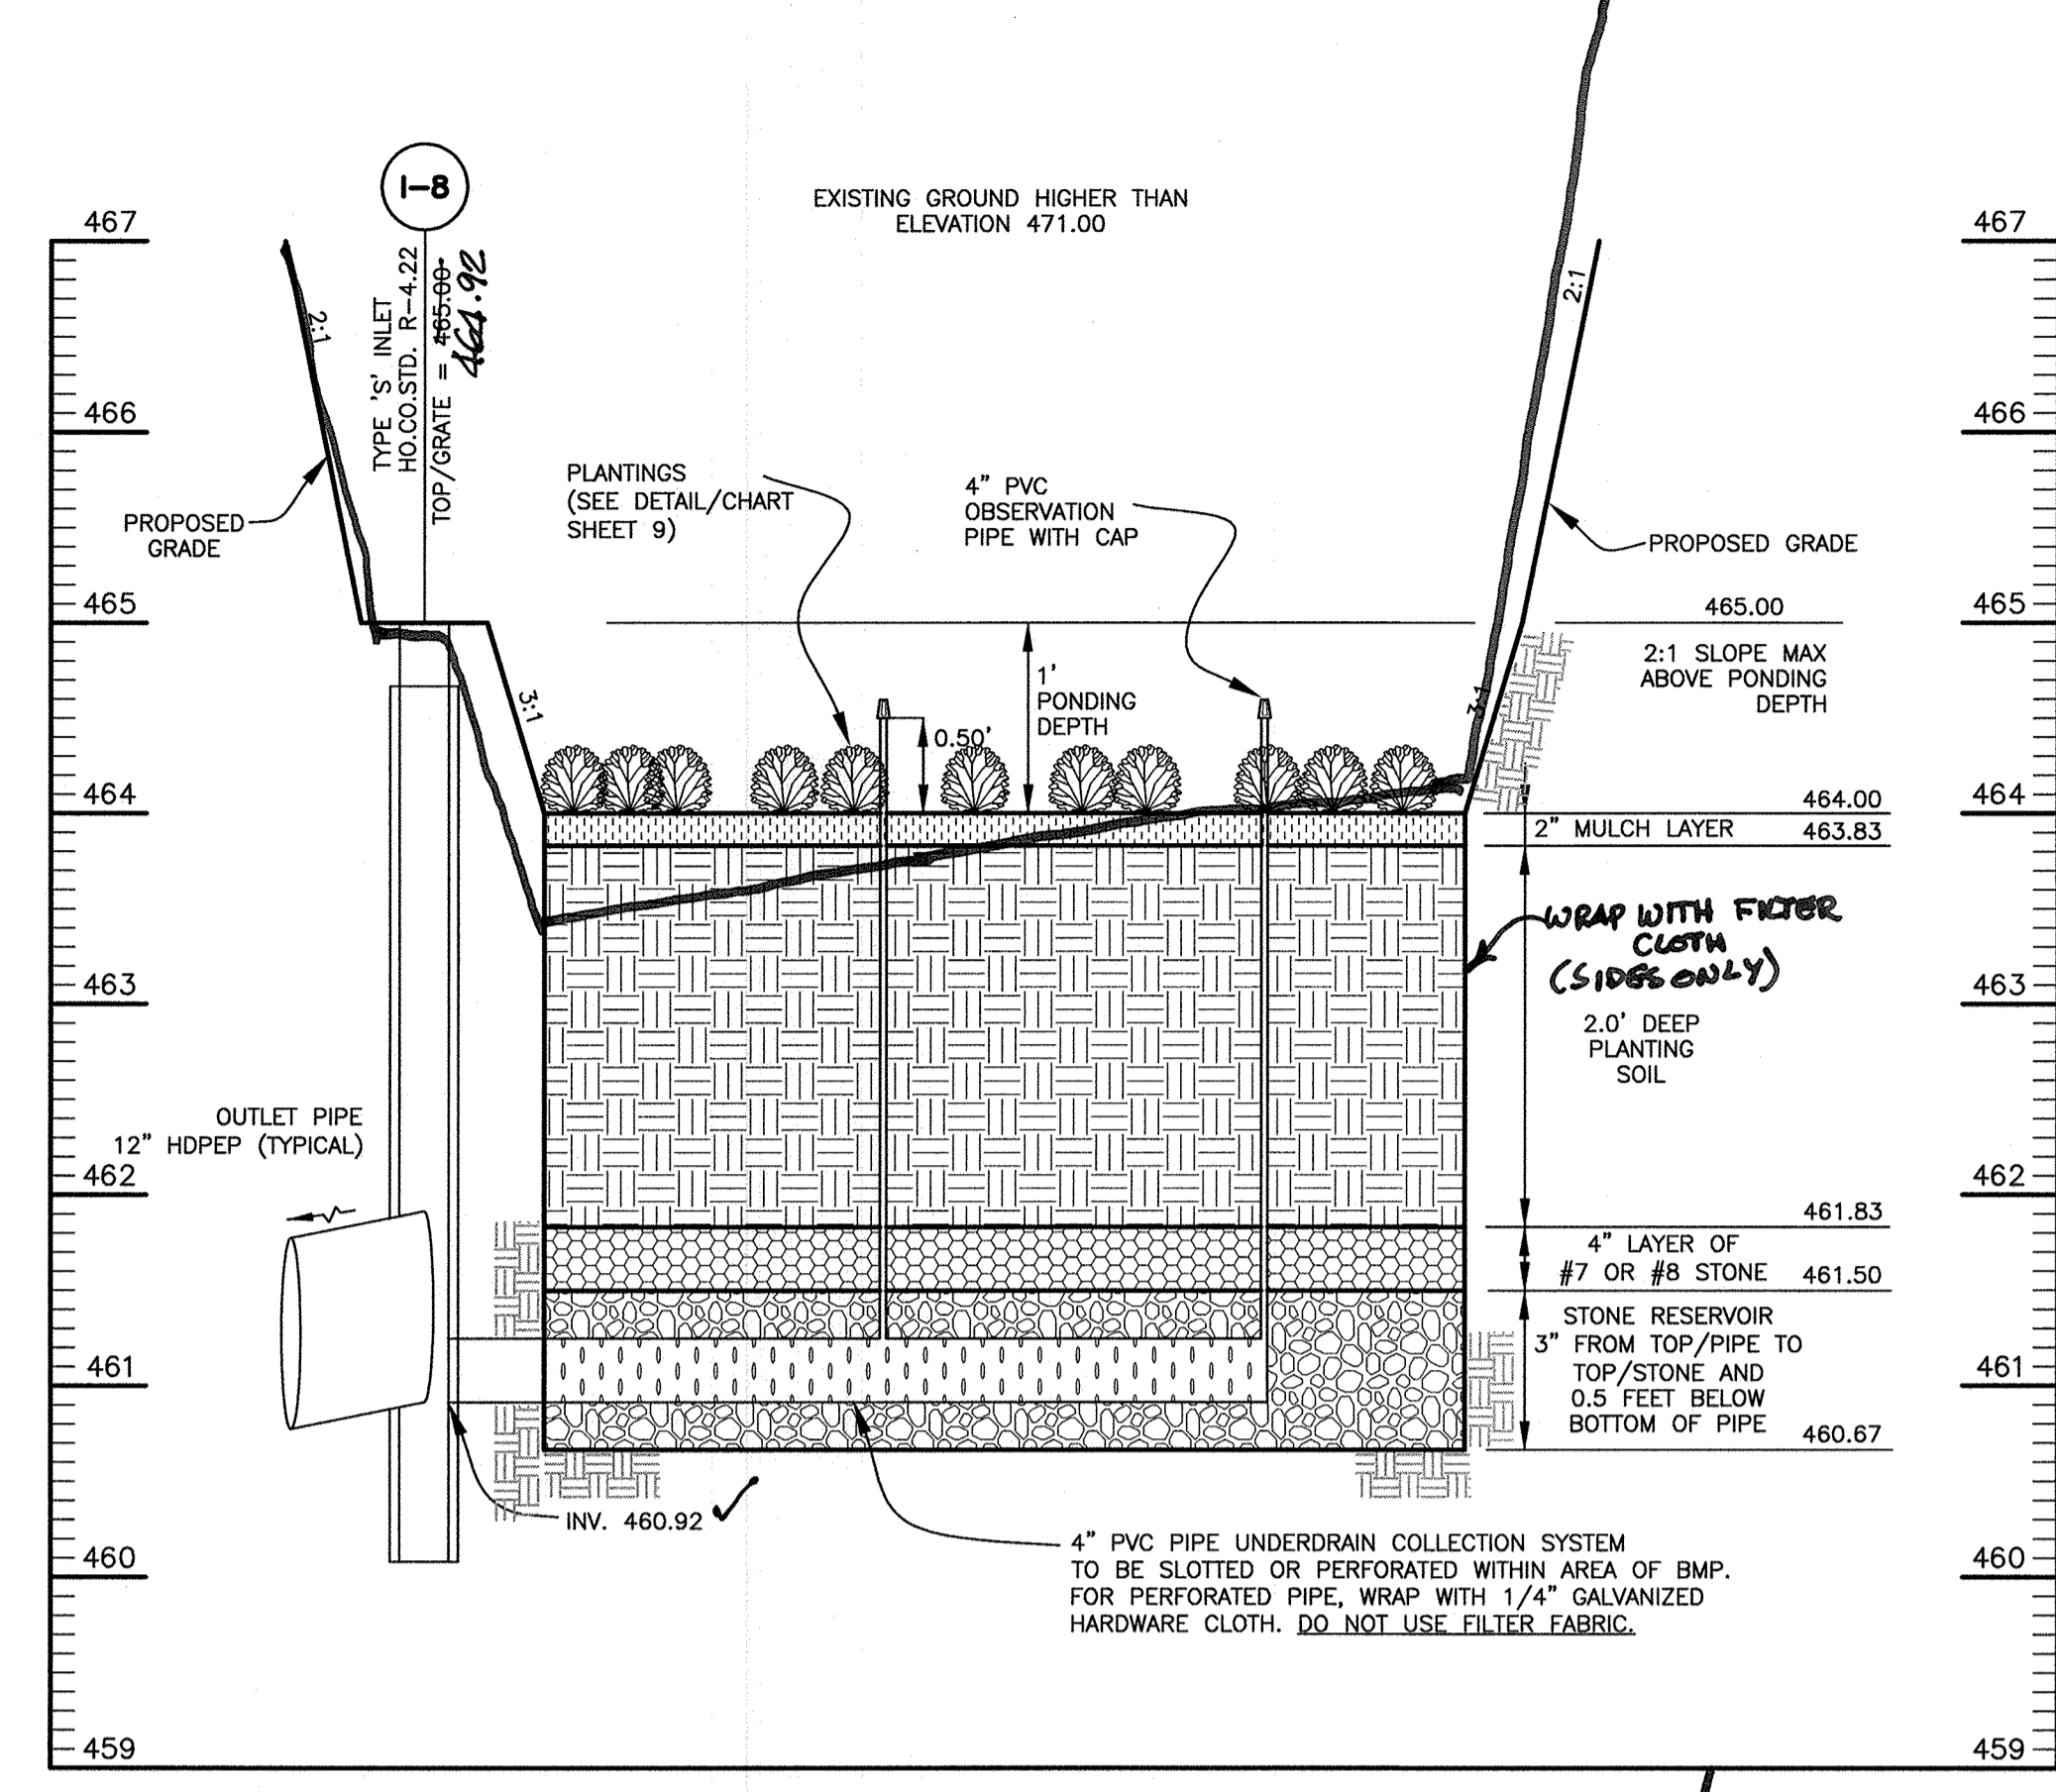 I-8
TYPE 'S' INLET
HO.CO.STD. R-4.22
TOP/GRATE = 465.00
464.92
EXISTING GROUND HIGHER THAN
ELEVATION 471.00
467
466
465
464
463
462
461
460
459
2:1
PROPOSED
GRADE
3:1
PLANTINGS
(SEE DETAIL/CHART
SHEET 9)
4" PVC
OBSERVATION
PIPE WITH CAP
1'
PONDING
DEPTH
0.50'
2:1
PROPOSED GRADE
3:1
465.00
2:1 SLOPE MAX
ABOVE PONDING
DEPTH
464.00
2" MULCH LAYER 463.83
WRAP WITH FILTER
CLOTH
(SIDES ONLY)
2.0' DEEP
PLANTING
SOIL
461.83
4" LAYER OF
#7 OR #8 STONE 461.50
STONE RESERVOIR
3" FROM TOP/PIPE TO
TOP/STONE AND
0.5 FEET BELOW
BOTTOM OF PIPE 460.67
OUTLET PIPE
12" HDPEP (TYPICAL)
INV. 460.92 ✓
4" PVC PIPE UNDERDRAIN COLLECTION SYSTEM
TO BE SLOTTED OR PERFORATED WITHIN AREA OF BMP.
FOR PERFORATED PIPE, WRAP WITH 1/4" GALVANIZED
HARDWARE CLOTH. DO NOT USE FILTER FABRIC.
467
466
465
464
463
462
461
460
459